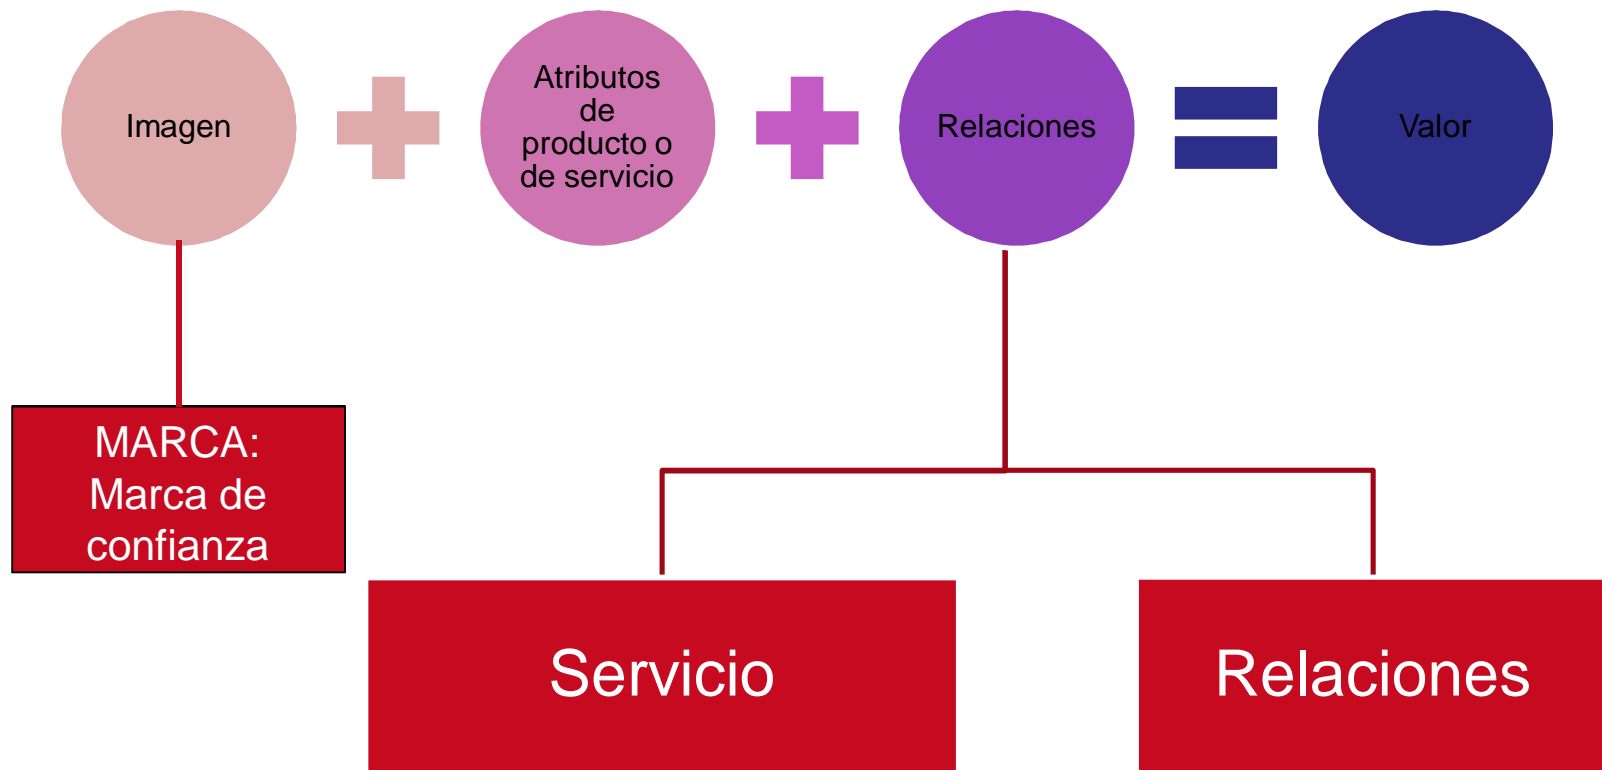 Imagen
Atributos
de
producto o
de servicio
Relaciones
Valor
MARCA:
Marca de
confianza
Servicio
Relaciones